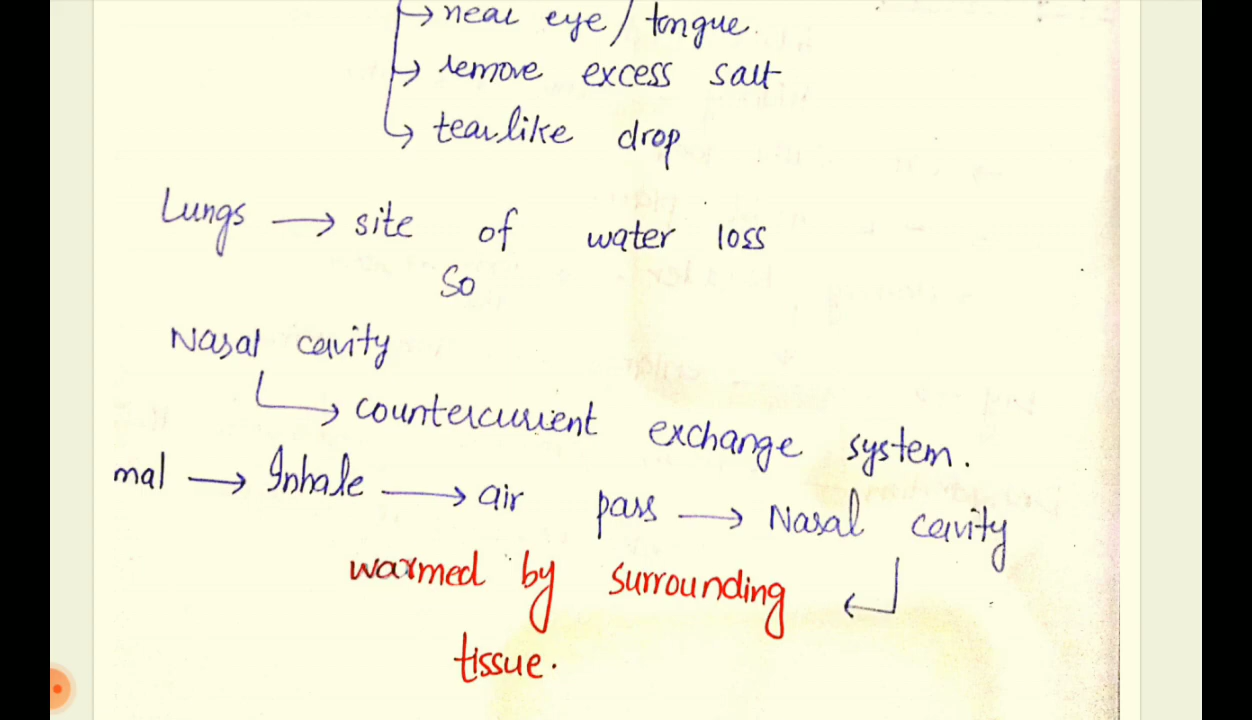 → near eye / tongue.
→ remove excess salt
→ tearlike drop
Lungs → site of water loss
So
Nasal cavity
→ countercurrent exchange system.
mal → Inhale → air pass → Nasal cavity
warmed by surrounding ←
tissue.